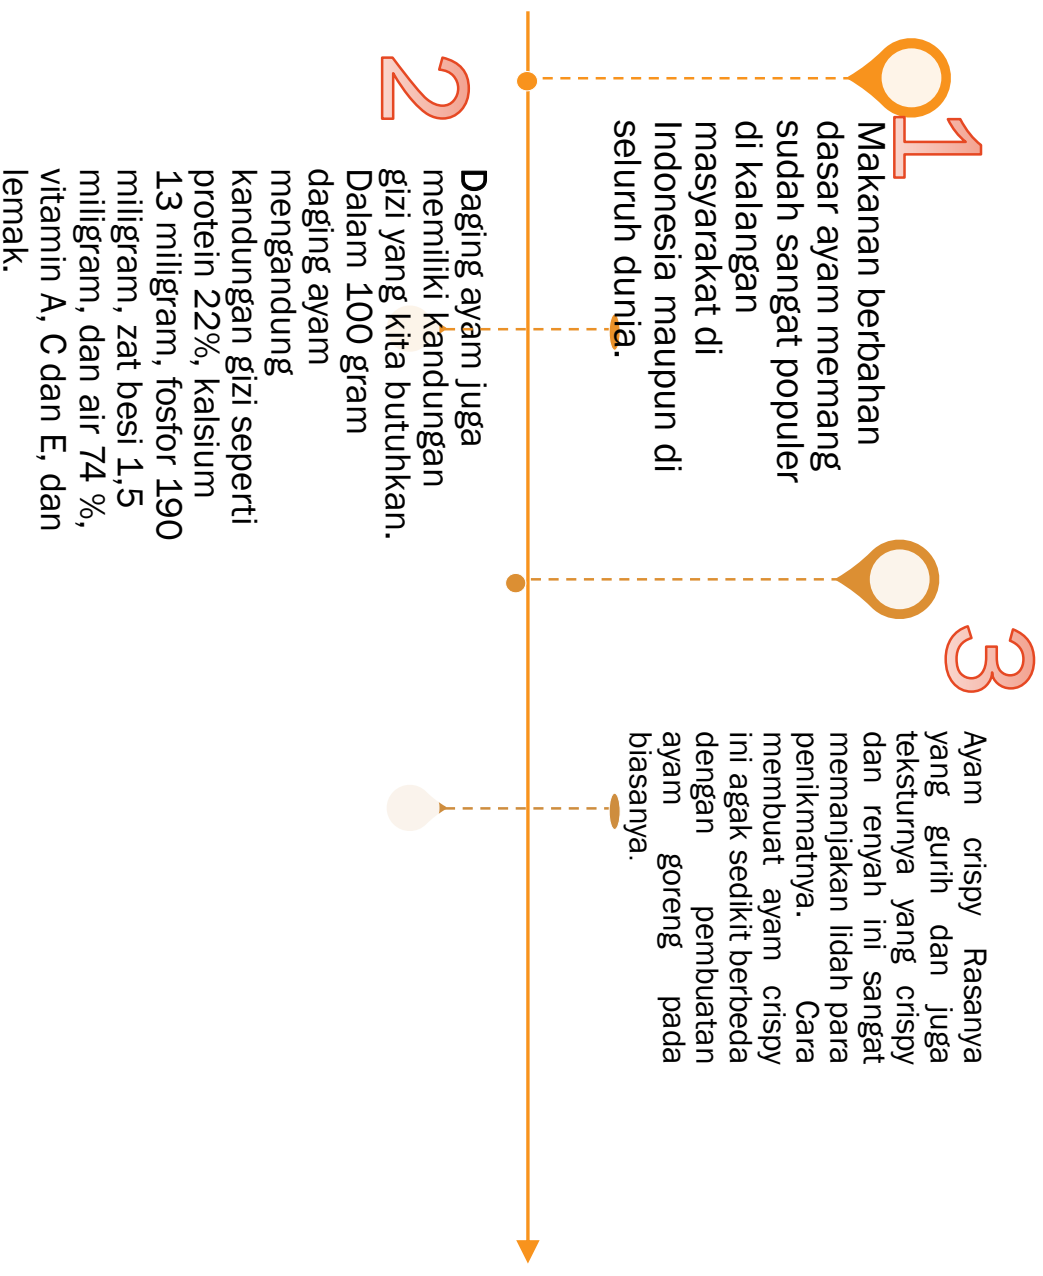 1
Makanan berbahan
dasar ayam memang
sudah sangat populer
di kalangan
masyarakat di
Indonesia maupun di
seluruh dunia.
2
Daging ayam juga
memiliki kandungan
gizi yang kita butuhkan.
Dalam 100 gram
daging ayam
mengandung
kandungan gizi seperti
protein 22%, kalsium
13 miligram, fosfor 190
miligram, zat besi 1,5
miligram, dan air 74 %,
vitamin A, C dan E, dan
lemak.
3
Ayam crispy Rasanya
yang gurih dan juga
teksturnya yang crispy
dan renyah ini sangat
memanjakan lidah para
penikmatnya. Cara
membuat ayam crispy
ini agak sedikit berbeda
dengan pembuatan
ayam goreng pada
biasanya.